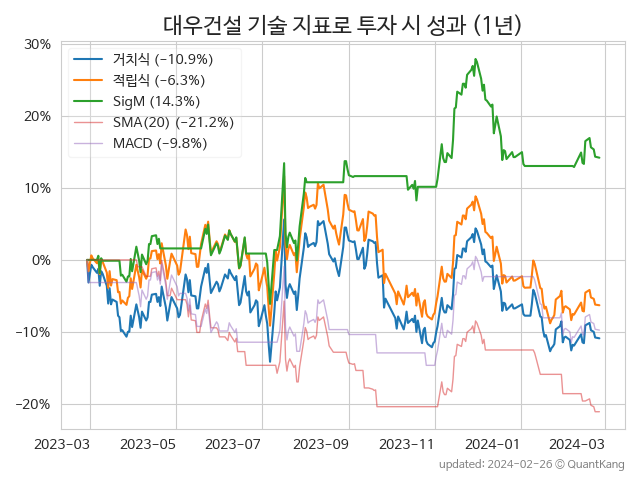 대우건설 기술 지표로 투자 시 성과 (1년)
30%
20%
10%
0%
−10%
−20%
거치식 (−10.9%)
적립식 (−6.3%)
SigM (14.3%)
SMA(20) (−21.2%)
MACD (−9.8%)
2023-03 2023-05 2023-07 2023-09 2023-11 2024-01 2024-03
updated: 2024-02-26 © QuantKang